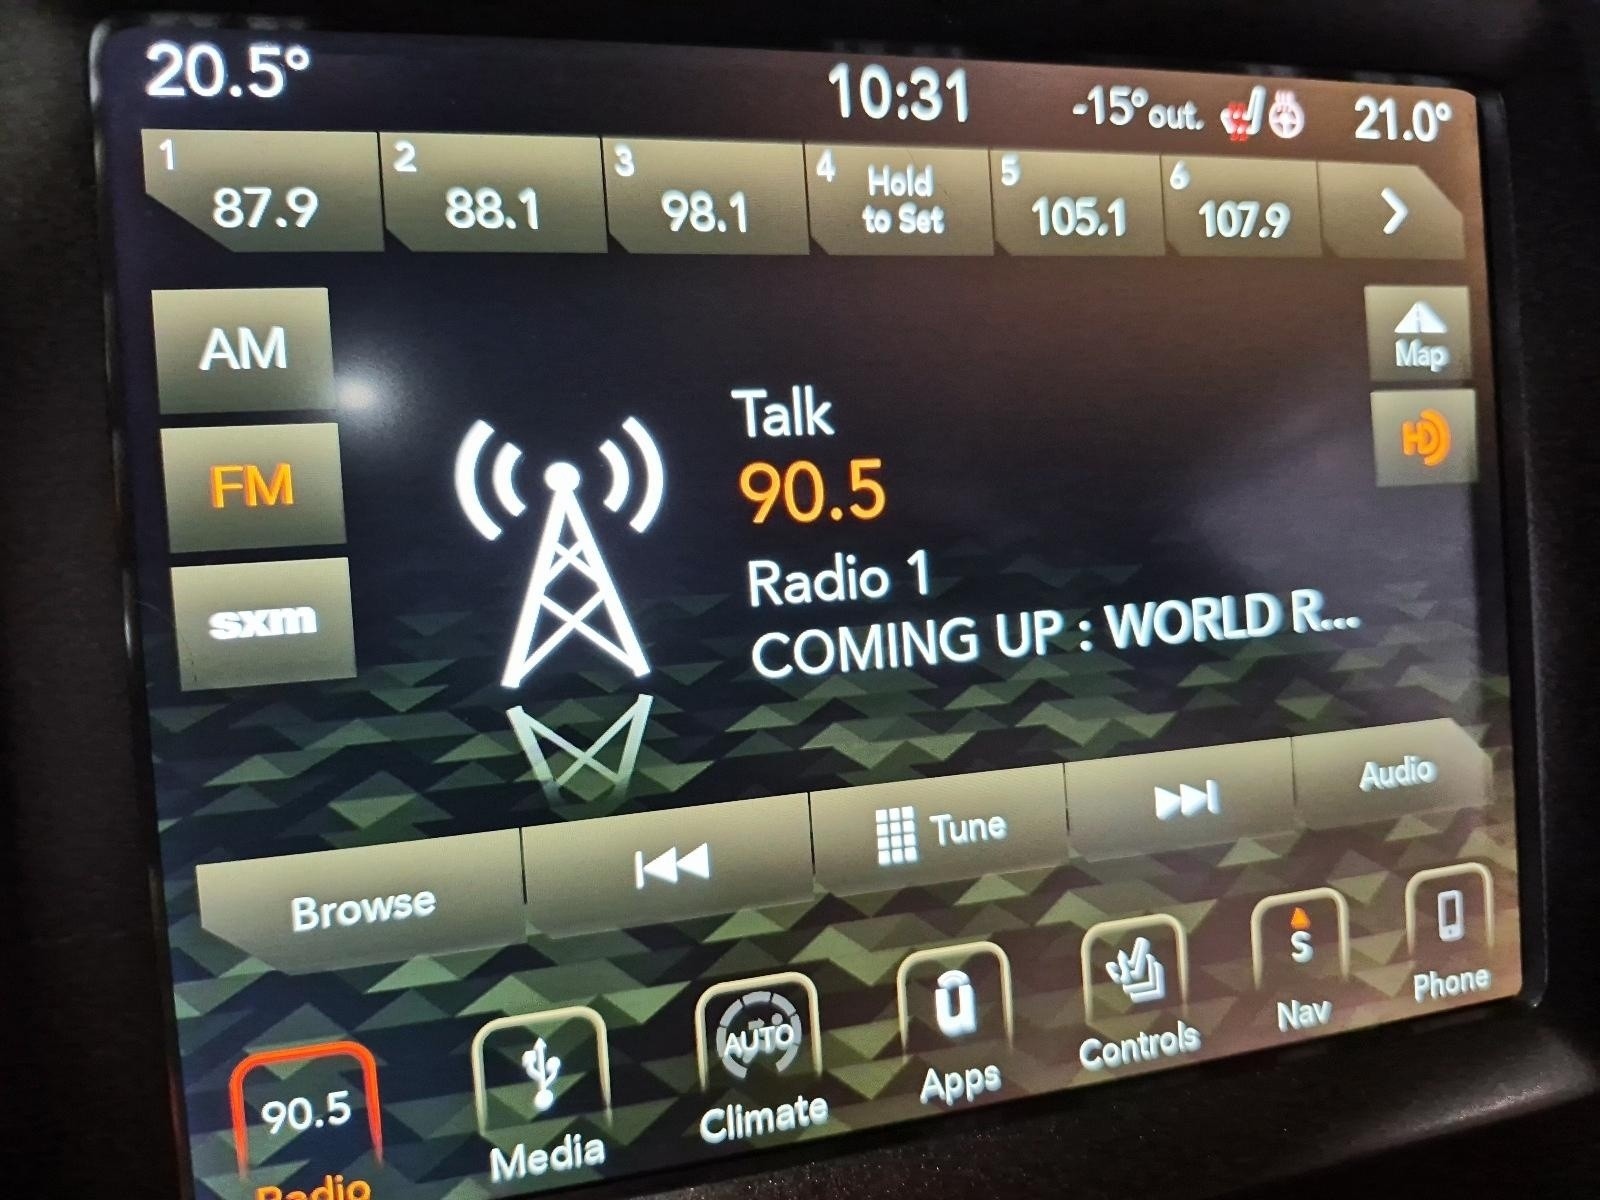 20.5° 10:31 -15°out. 21.0°
1 87.9
2 88.1
3 98.1
4 Hold
to Set
5 105.1
6 107.9
AM
FM
sxm
Map
HD
Talk
90.5
Radio 1
COMING UP : WORLD R...
Browse
Tune
Audio
90.5
Radio
Media
AUTO
Climate
u
Apps
Controls
S
Nav
Phone